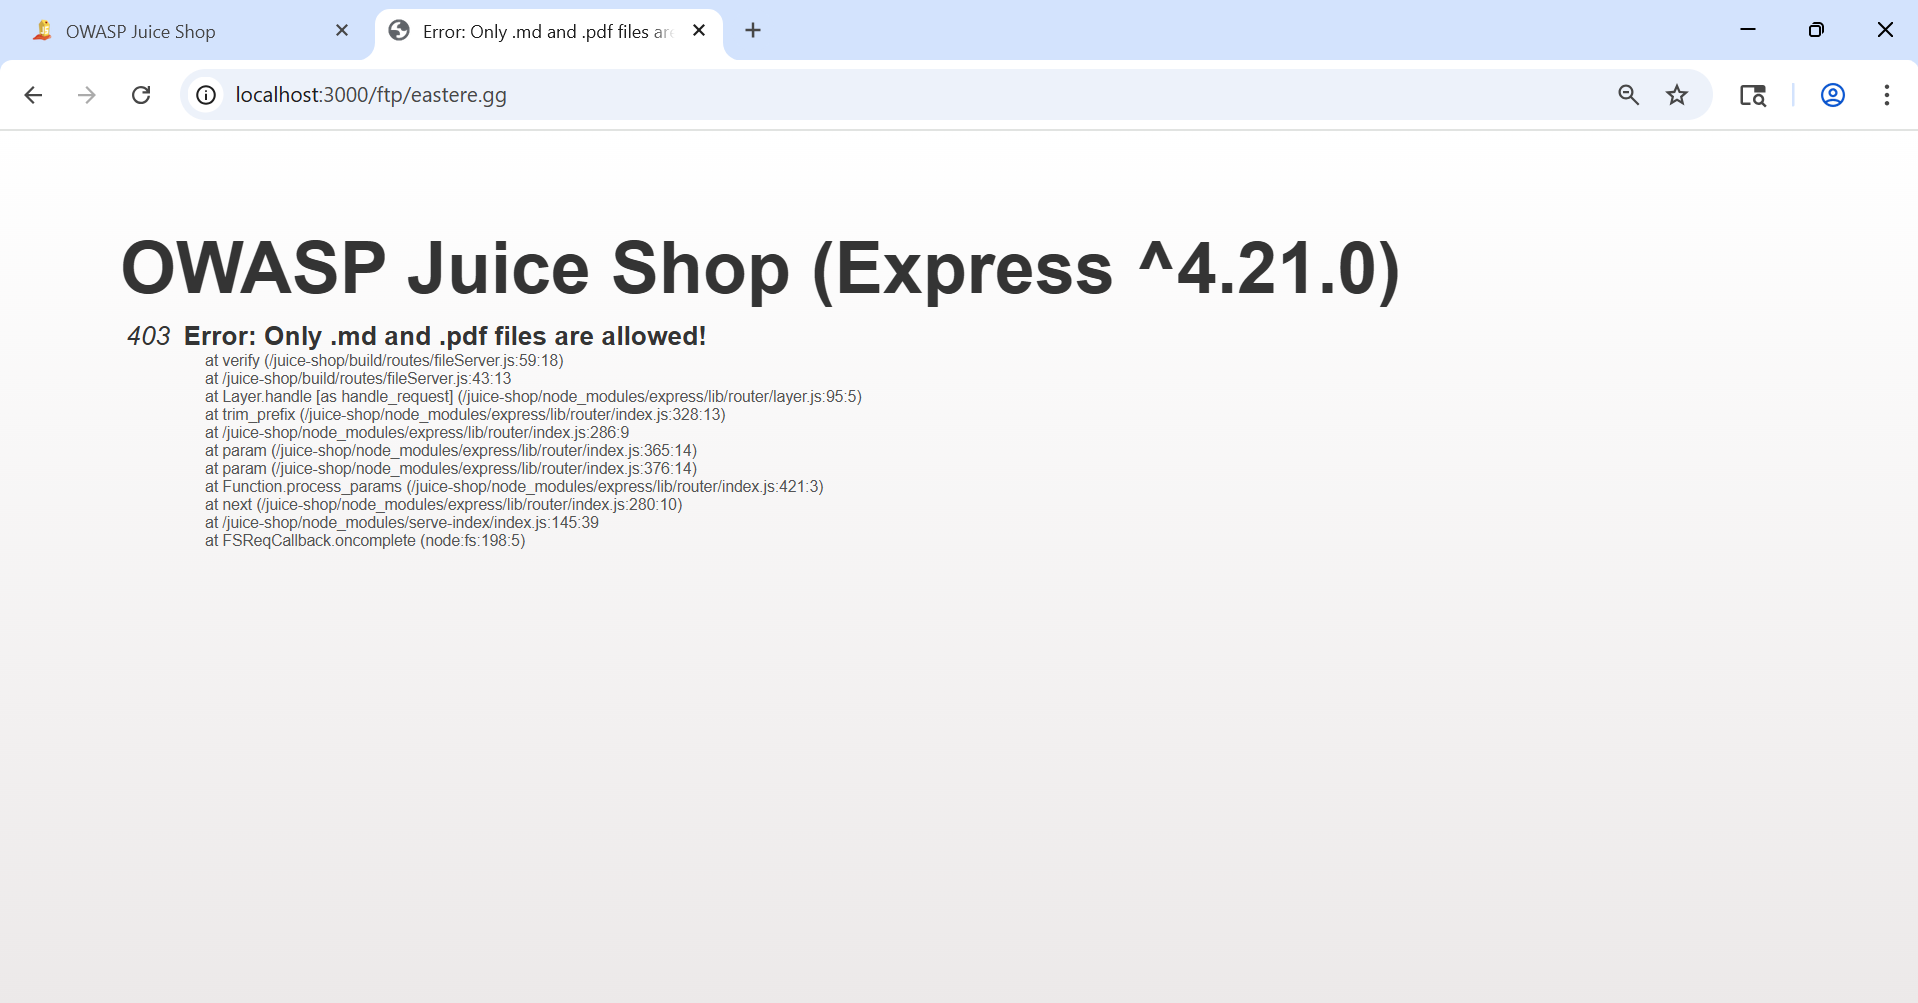 OWASP Juice Shop
Error: Only .md and .pdf files are
localhost:3000/ftp/eastere.gg
OWASP Juice Shop (Express ^4.21.0)
403 Error: Only .md and .pdf files are allowed!
at verify (/juice-shop/build/routes/fileServer.js:59:18)
at /juice-shop/build/routes/fileServer.js:43:13
at Layer.handle [as handle_request] (/juice-shop/node_modules/express/lib/router/layer.js:95:5)
at trim_prefix (/juice-shop/node_modules/express/lib/router/index.js:328:13)
at /juice-shop/node_modules/express/lib/router/index.js:286:9
at param (/juice-shop/node_modules/express/lib/router/index.js:365:14)
at param (/juice-shop/node_modules/express/lib/router/index.js:376:14)
at Function.process_params (/juice-shop/node_modules/express/lib/router/index.js:421:3)
at next (/juice-shop/node_modules/express/lib/router/index.js:280:10)
at /juice-shop/node_modules/serve-index/index.js:145:39
at FSReqCallback.oncomplete (node:fs:198:5)